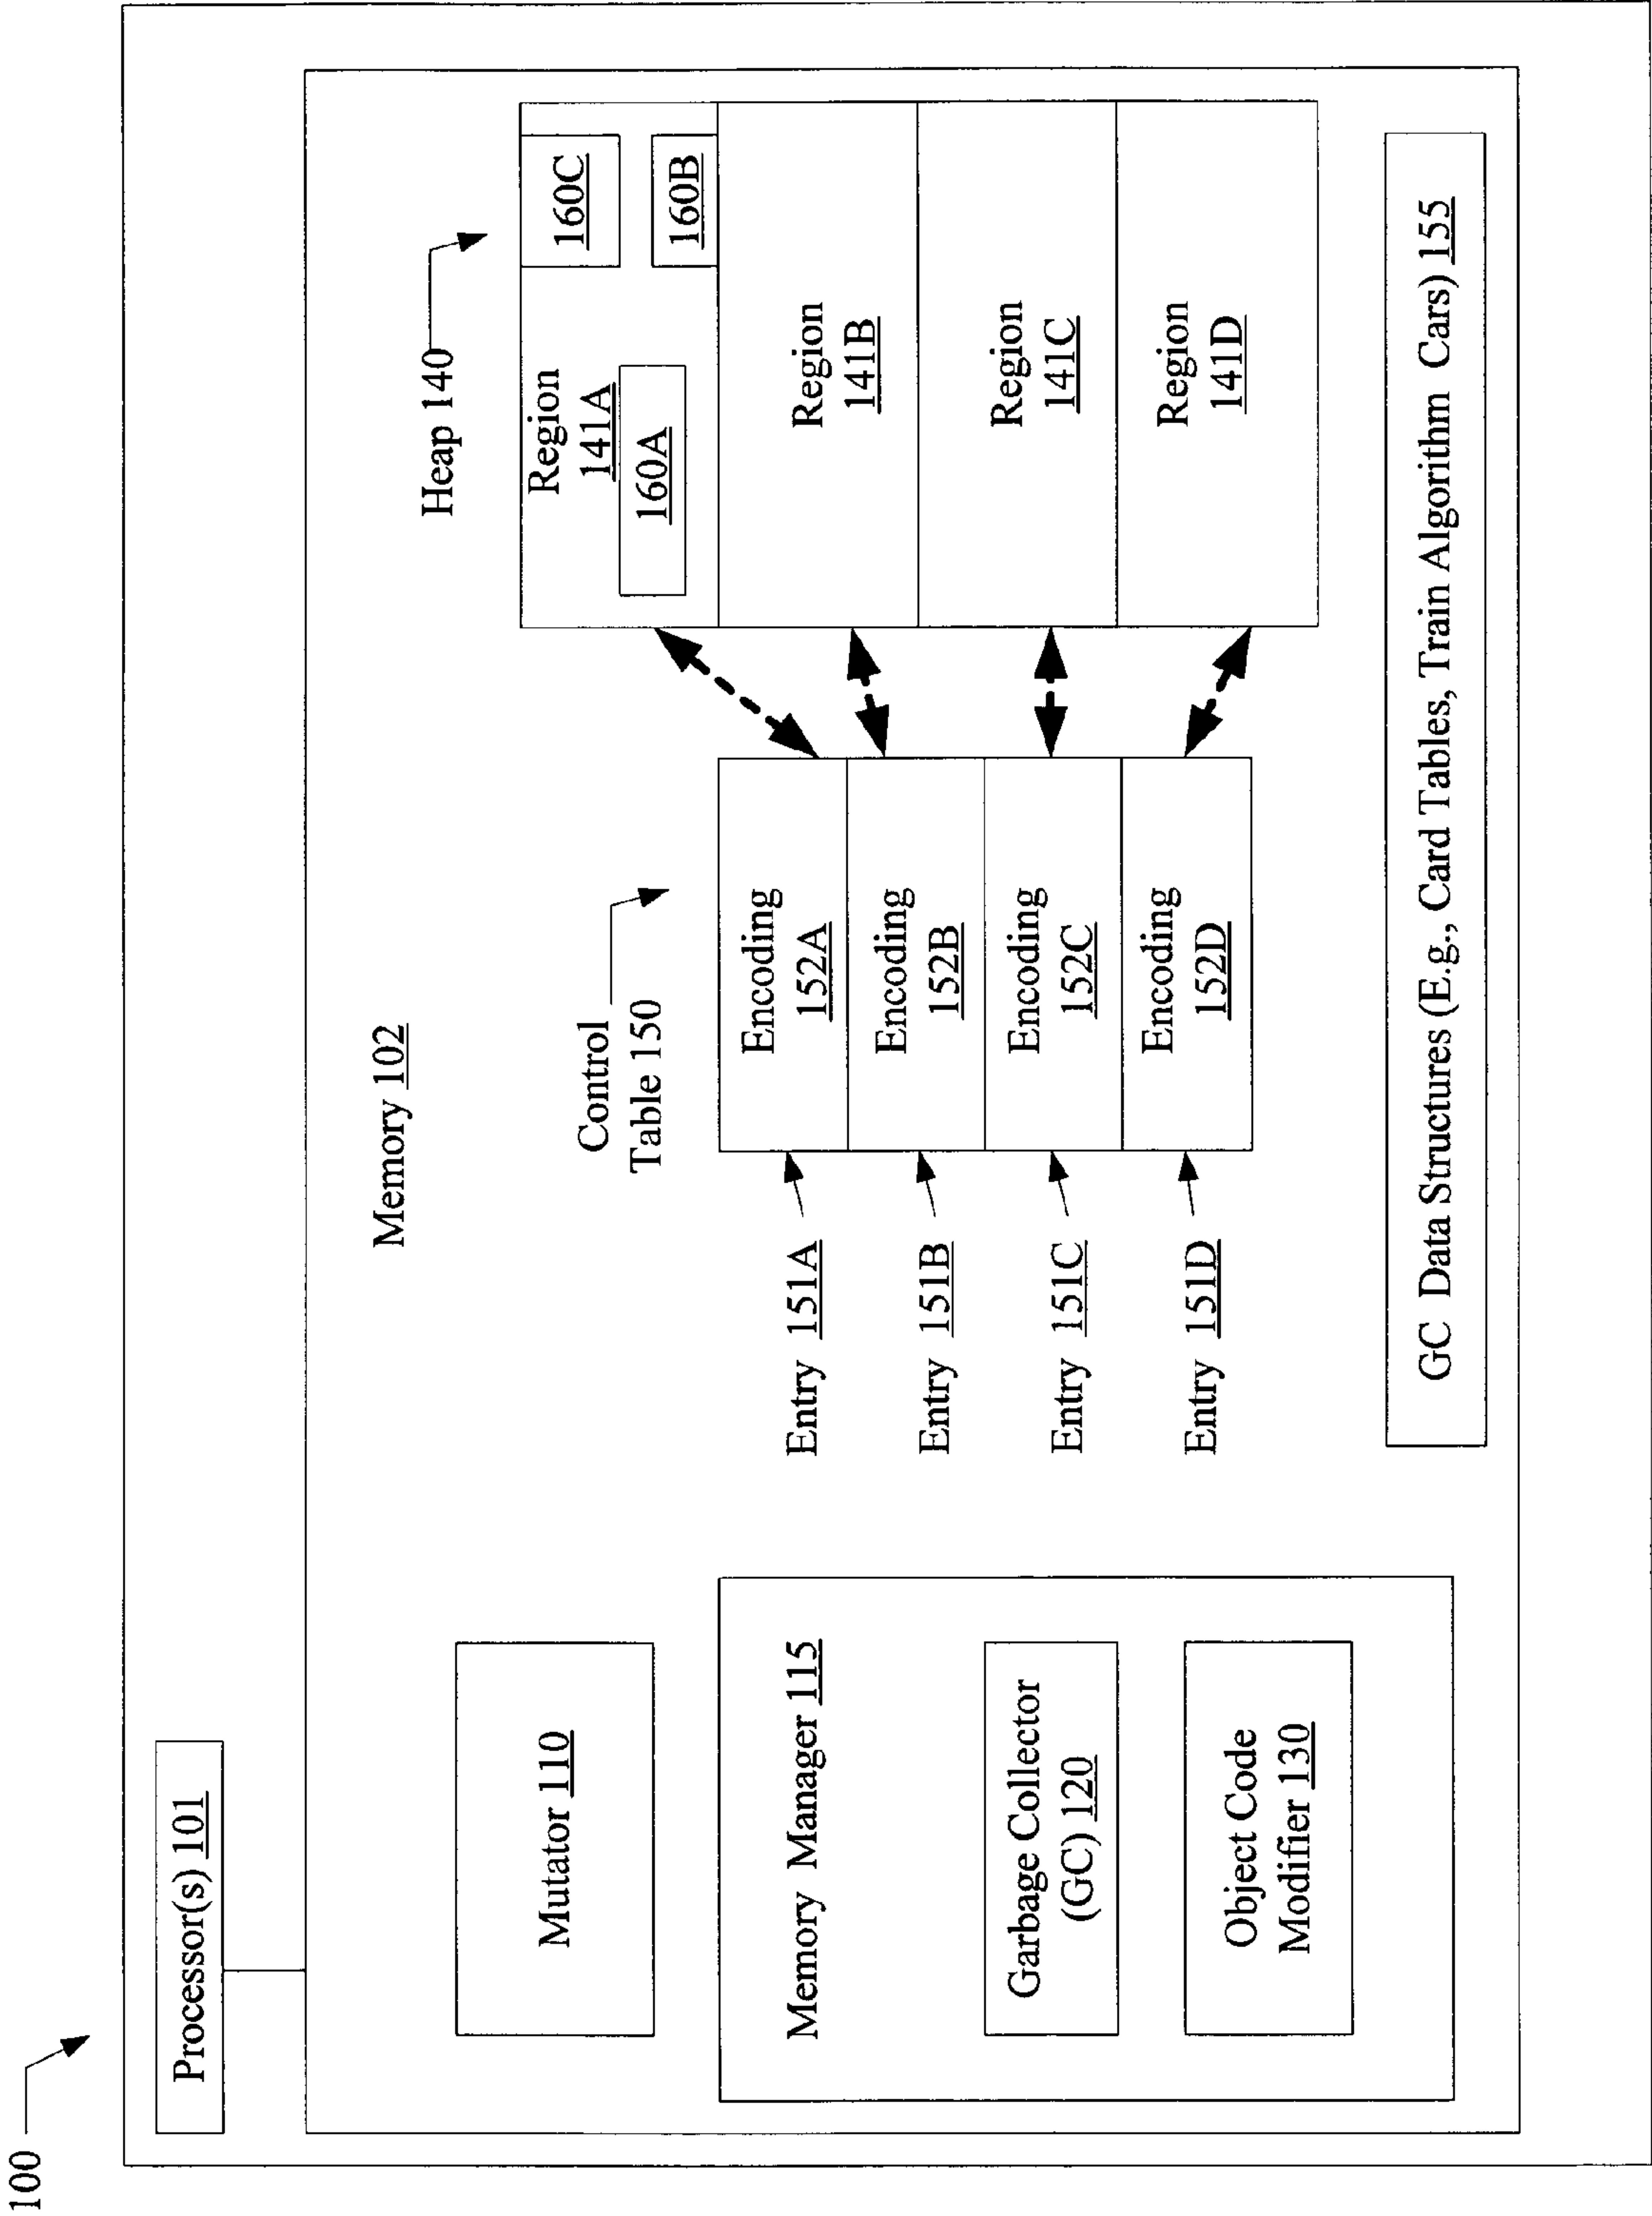 100
Processor(s) 101
Memory 102
Mutator 110
Memory Manager 115
Garbage Collector
(GC) 120
Object Code
Modifier 130
Control
Table 150
Entry 151A
Entry 151B
Entry 151C
Entry 151D
Encoding
152A
Encoding
152B
Encoding
152C
Encoding
152D
Heap 140
Region
141A
160A
160B
160C
Region
141B
Region
141C
Region
141D
GC Data Structures (E.g., Card Tables, Train Algorithm Cars) 155